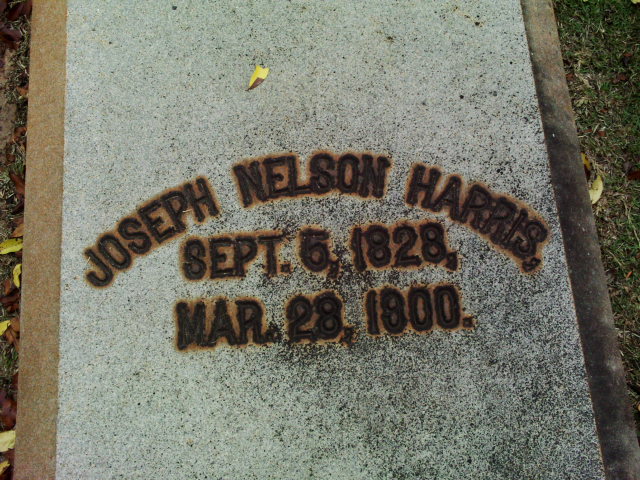 JOSEPH NELSON HARRIS,
SEPT. 5, 1828,
MAR. 28, 1900.